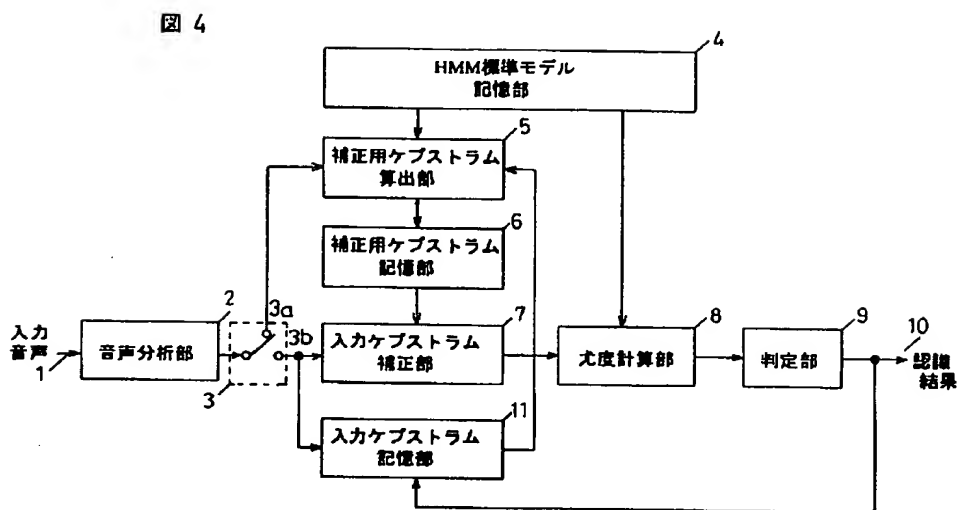 図 4
4
HMM標準モデル
記憶部
5
補正用ケプストラム
算出部
6
補正用ケプストラム
記憶部
入力
音声
1
2
音声分析部
3a
3b
3
7
入力ケプストラム
補正部
8
尤度計算部
9
判定部
10
認識
結果
11
入力ケプストラム
記憶部